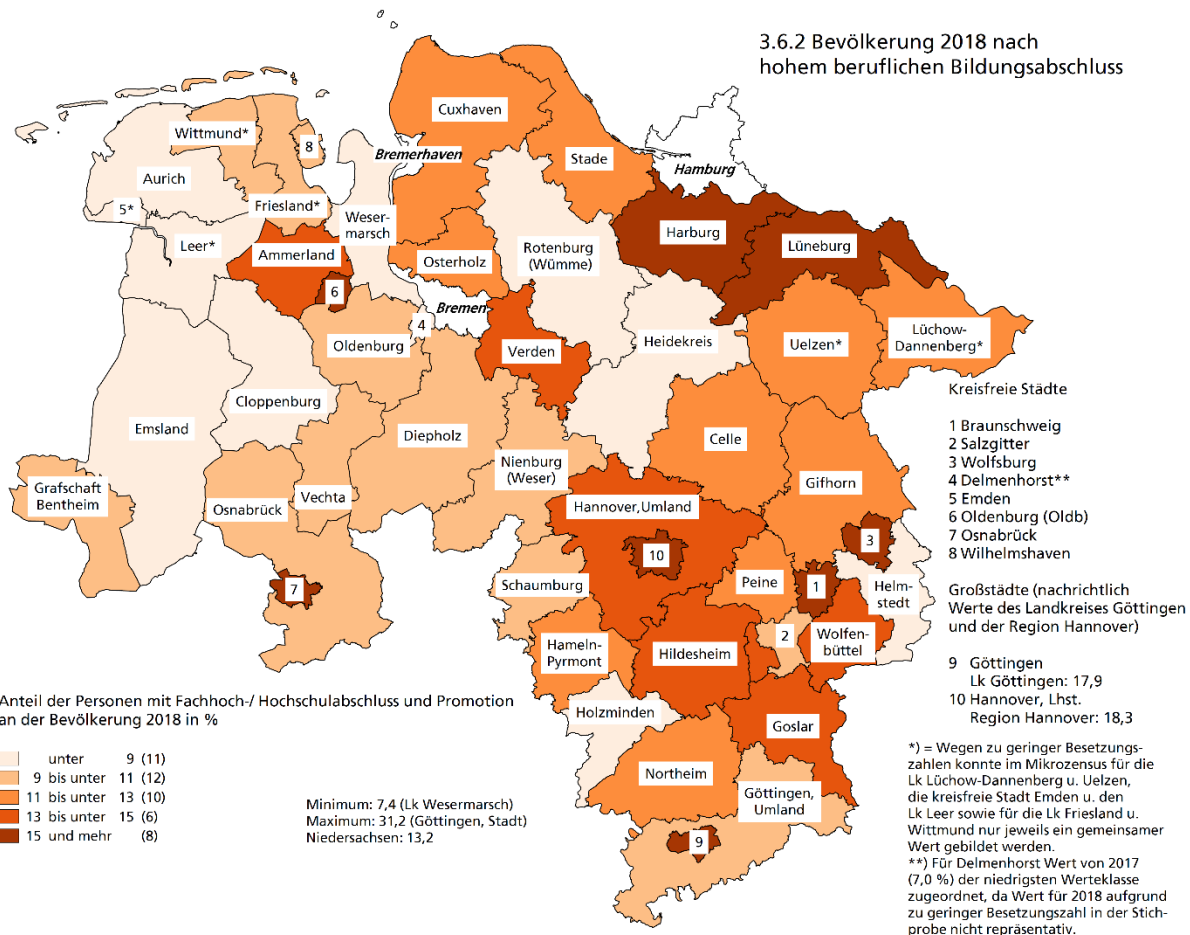 3.6.2 Bevölkerung 2018 nach
hohem beruflichen Bildungsabschluss
Cuxhaven
Wittmund*
8
Bremerhaven
Stade
Hamburg
Aurich
5*
Friesland*
Weser-
marsch
Leer*
Ammerland
Osterholz
Rotenburg
(Wümme)
Harburg
Lüneburg
6
Bremen
4
Oldenburg
Verden
Heidekreis
Uelzen*
Lüchow-
Dannenberg*
Cloppenburg
Emsland
Diepholz
Celle
Nienburg
(Weser)
Gifhorn
Grafschaft
Bentheim
Osnabrück
Vechta
Hannover,Umland
10
3
7
Schaumburg
Peine
1
Helm-
stedt
2
Wolfen-
büttel
Hameln-
Pyrmont
Hildesheim
Holzminden
Goslar
Northeim
Göttingen,
Umland
9
Kreisfreie Städte
1 Braunschweig
2 Salzgitter
3 Wolfsburg
4 Delmenhorst**
5 Emden
6 Oldenburg (Oldb)
7 Osnabrück
8 Wilhelmshaven
Großstädte (nachrichtlich
Werte des Landkreises Göttingen
und der Region Hannover)
9 Göttingen
Lk Göttingen: 17,9
10 Hannover, Lhst.
Region Hannover: 18,3
*) = Wegen zu geringer Besetzungs-
zahlen konnte im Mikrozensus für die
Lk Lüchow-Dannenberg u. Uelzen,
die kreisfreie Stadt Emden u. den
Lk Leer sowie für die Lk Friesland u.
Wittmund nur jeweils ein gemeinsamer
Wert gebildet werden.
**) Für Delmenhorst Wert von 2017
(7,0 %) der niedrigsten Werteklasse
zugeordnet, da Wert für 2018 aufgrund
zu geringer Besetzungszahl in der Stich-
probe nicht repräsentativ.
Anteil der Personen mit Fachhoch-/ Hochschulabschluss und Promotion
an der Bevölkerung 2018 in %
unter 9 (11)
9 bis unter 11 (12)
11 bis unter 13 (10)
13 bis unter 15 (6)
15 und mehr (8)
Minimum: 7,4 (Lk Wesermarsch)
Maximum: 31,2 (Göttingen, Stadt)
Niedersachsen: 13,2